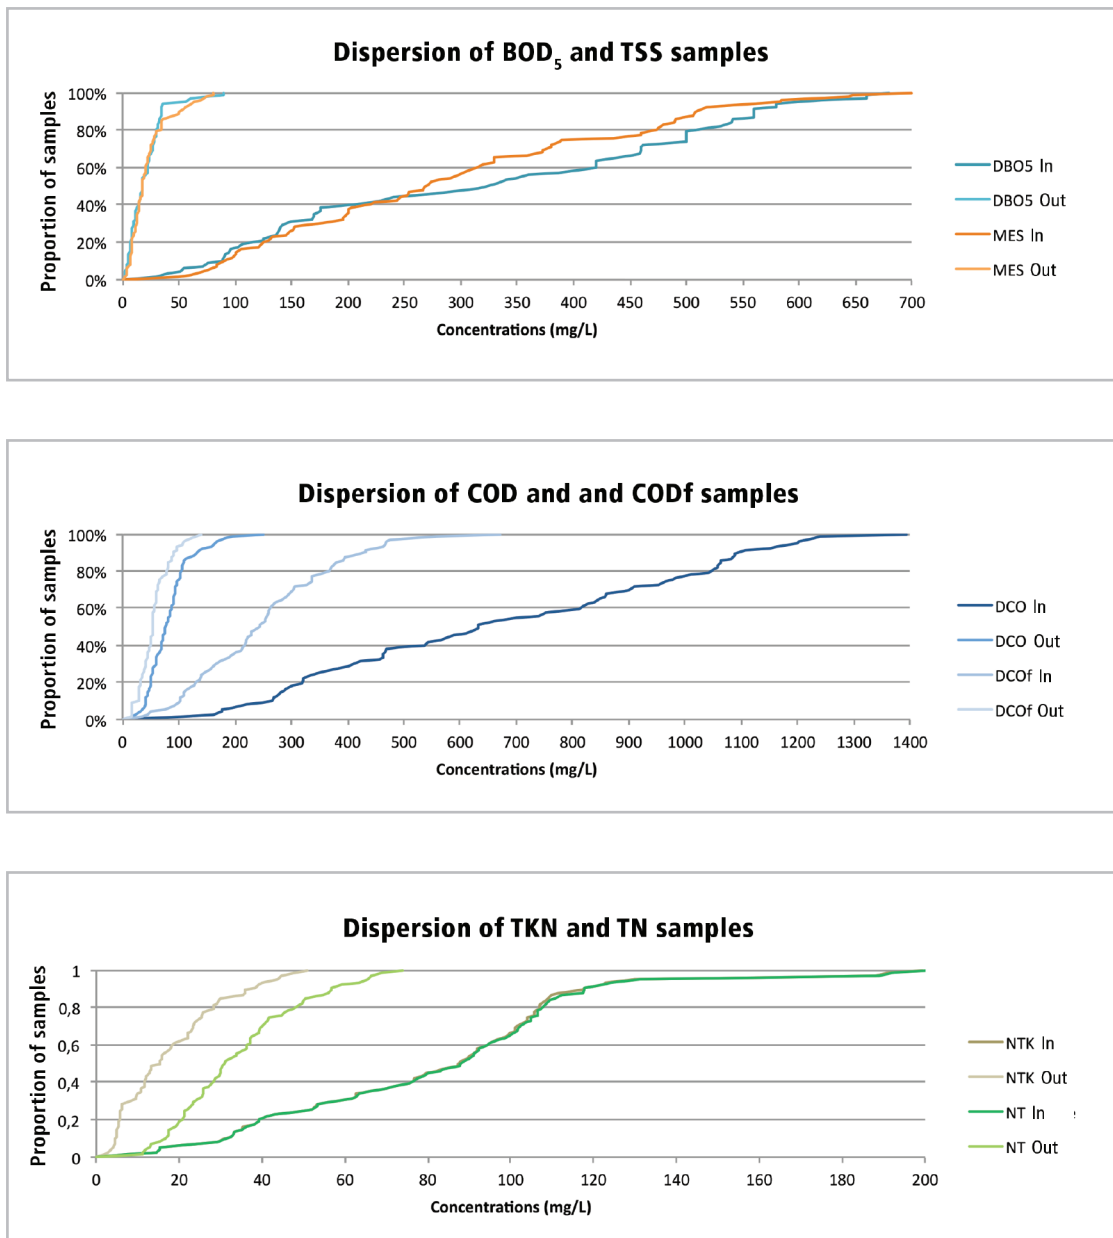 Dispersion of BOD5 and TSS samples
Proportion of samples
100%
80%
60%
40%
20%
0%
0 50 100 150 200 250 300 350 400 450 500 550 600 650 700
Concentrations (mg/L)
DBO5 In
DBO5 Out
MES In
MES Out
Dispersion of COD and and CODf samples
Proportion of samples
100%
80%
60%
40%
20%
0%
0 100 200 300 400 500 600 700 800 900 1000 1100 1200 1300 1400
Concentrations (mg/L)
DCO In
DCO Out
DCOf In
DCOf Out
Dispersion of TKN and TN samples
Proportion of samples
1
0,8
0,6
0,4
0,2
0
0 20 40 60 80 100 120 140 160 180 200
Concentrations (mg/L)
NTK In
NTK Out
NT In
NT Out